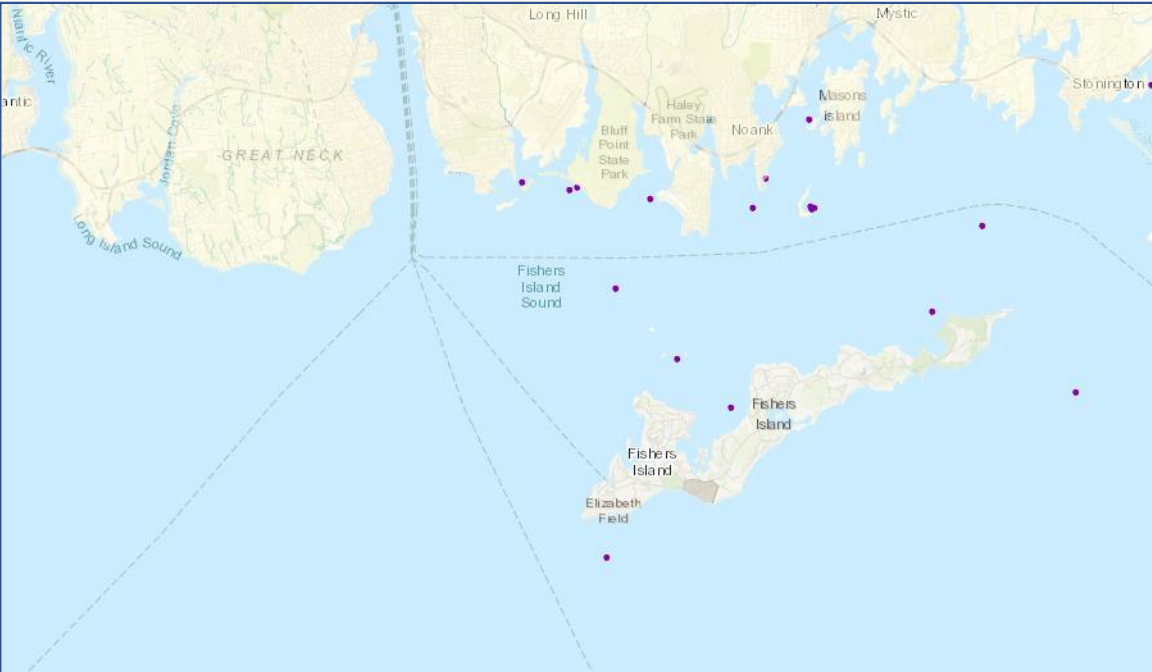 Niantic River
Long Hill
Mystic
antic
Stonington
Masons
island
Haley
Farm State
Park
Noank
Bluff
Point
State
Park
Jordan Cove
GREAT NECK
Long Island Sound
Fishers
Island
Sound
Fishers
Island
Fishers
Island
Elizabeth
Field